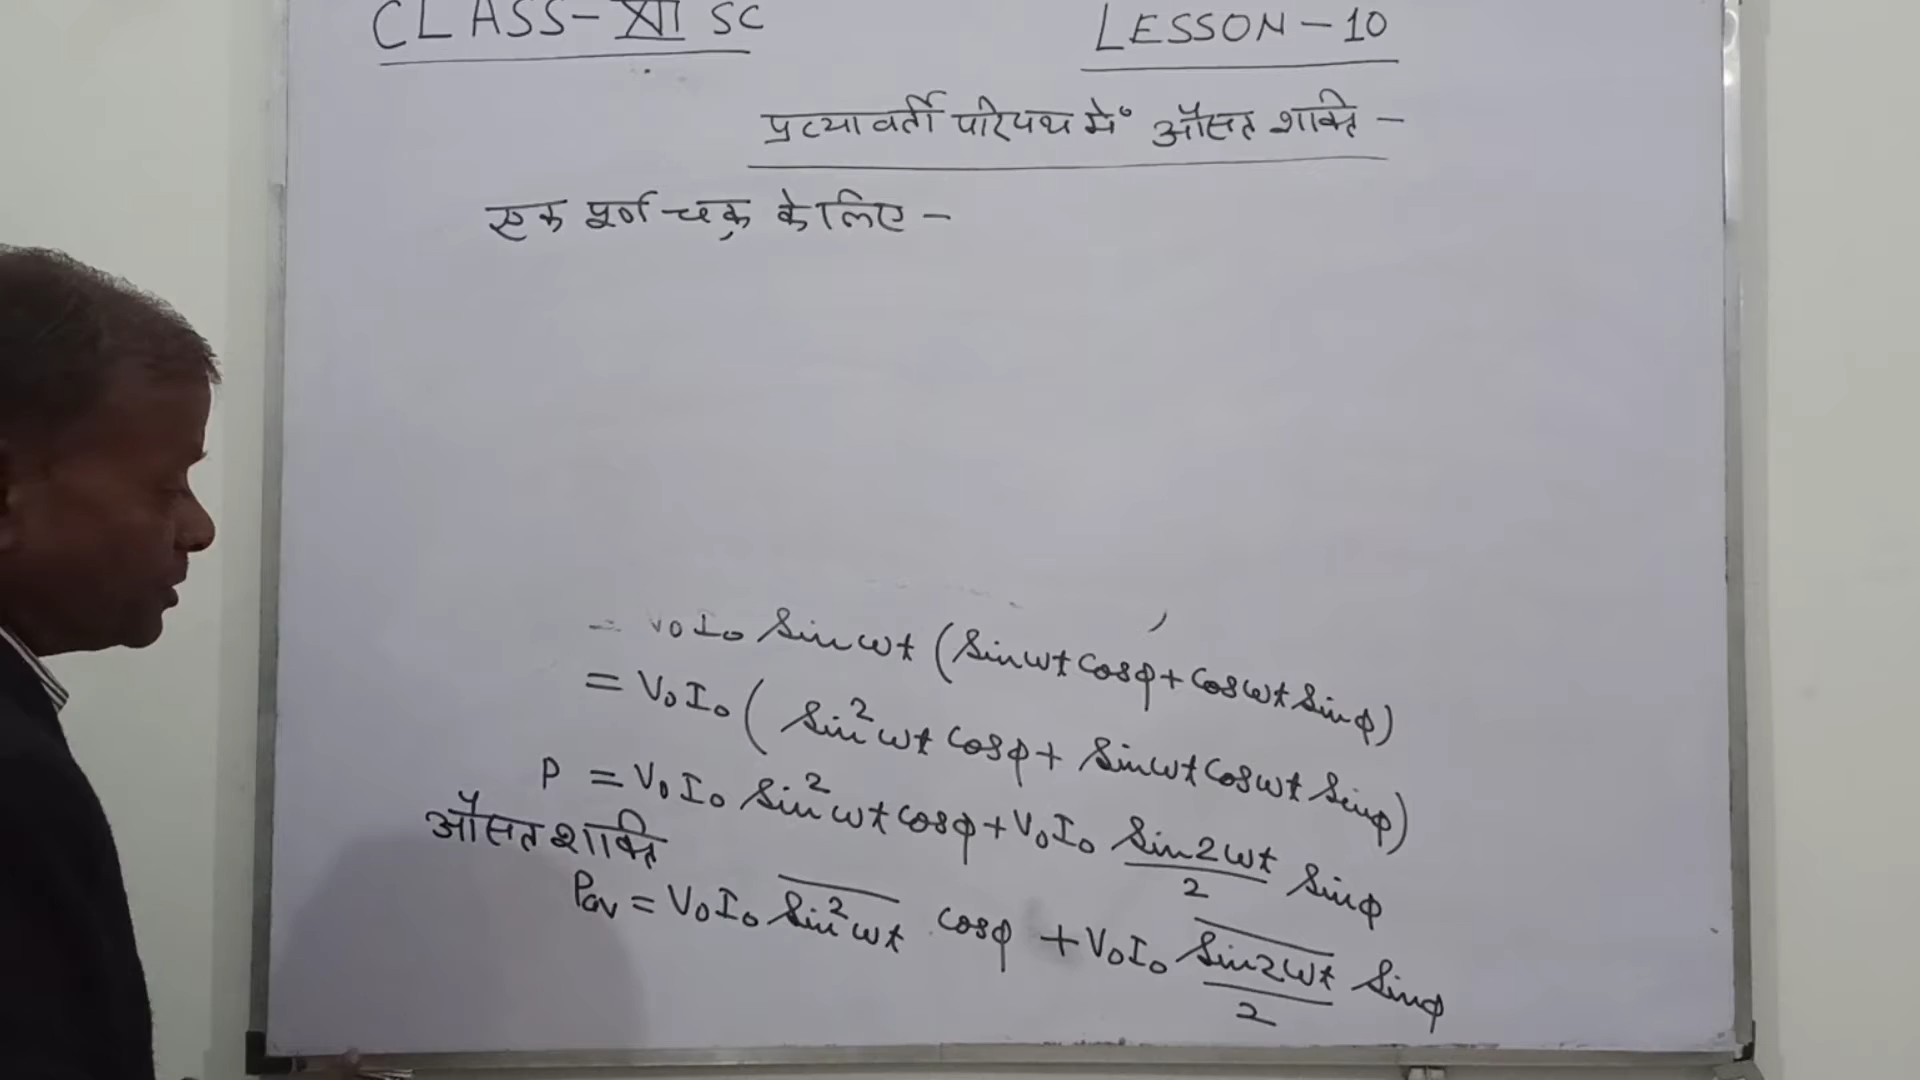 CLASS-XII SC LESSON-10
प्रत्यावर्ती परिपथ में औसत शक्ति -
एक पूर्ण चक्र के लिए -
= V₀I₀ Sinωt (Sinωt Cosφ + Cosωt Sinφ)
= V₀I₀ ( Sin²ωt Cosφ + Sinωt Cosωt Sinφ)
P = V₀I₀ Sin²ωt Cosφ + V₀I₀ Sin2ωt/2 Sinφ
औसत शक्ति
Pav = V₀I₀ \overline{Sin²ωt} Cosφ + V₀I₀ \overline{Sin2ωt}/2 Sinφ